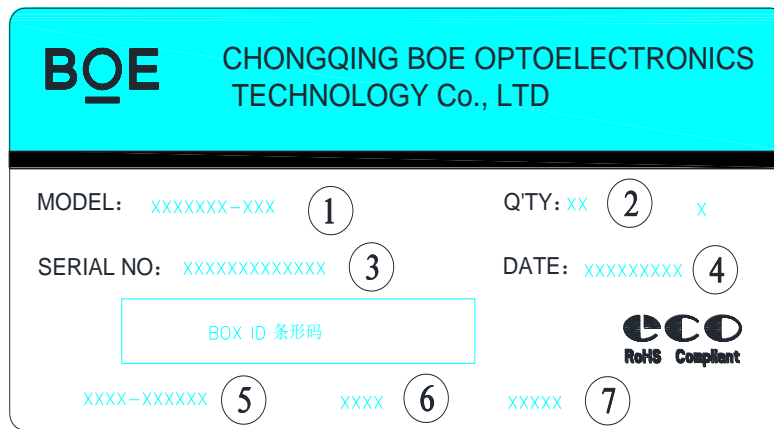 BOE
CHONGQING BOE OPTOELECTRONICS
TECHNOLOGY Co., LTD
MODEL： XXXXXXX-XXX ① Q'TY：XX ② X
SERIAL NO： XXXXXXXXXXXXX ③ DATE： XXXXXXXXX ④
BOX ID 条形码
eco
RoHS Compliant
XXXX-XXXXXX ⑤ XXXX ⑥ XXXXX ⑦